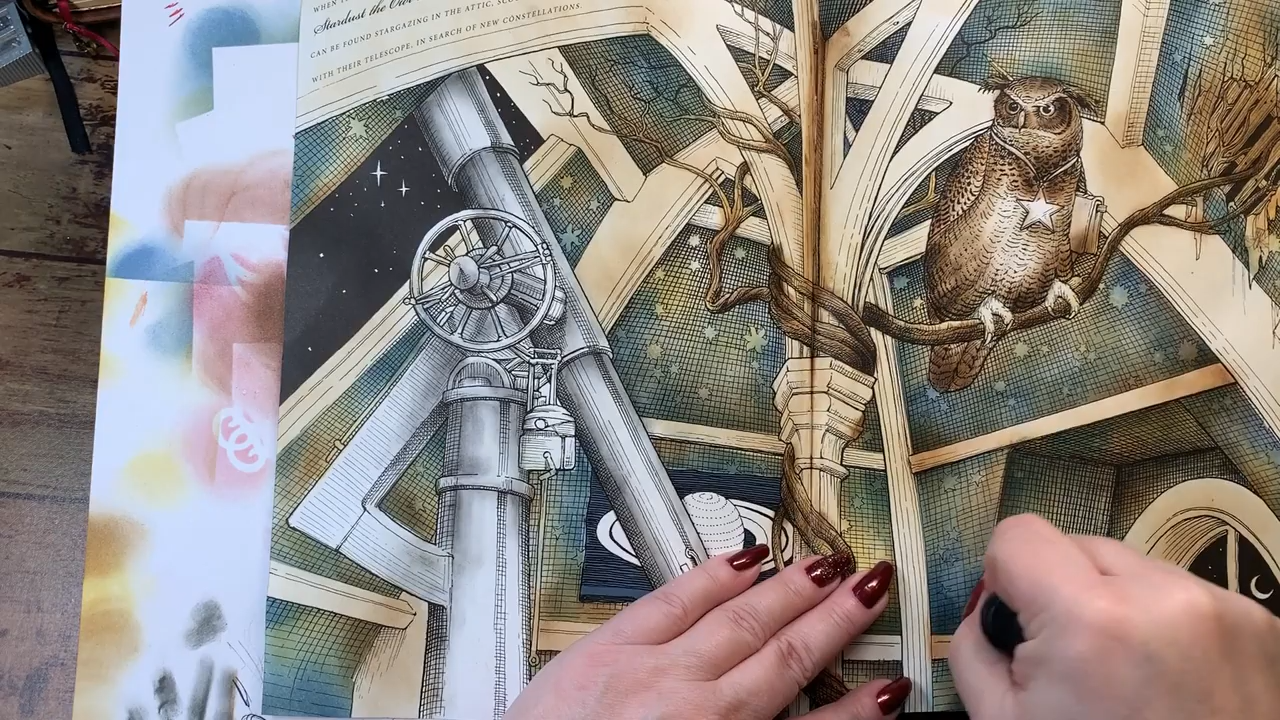 Stardust the Owl
CAN BE FOUND STARGAZING IN THE ATTIC,
WITH THEIR TELESCOPE, IN SEARCH OF NEW CONSTELLATIONS.